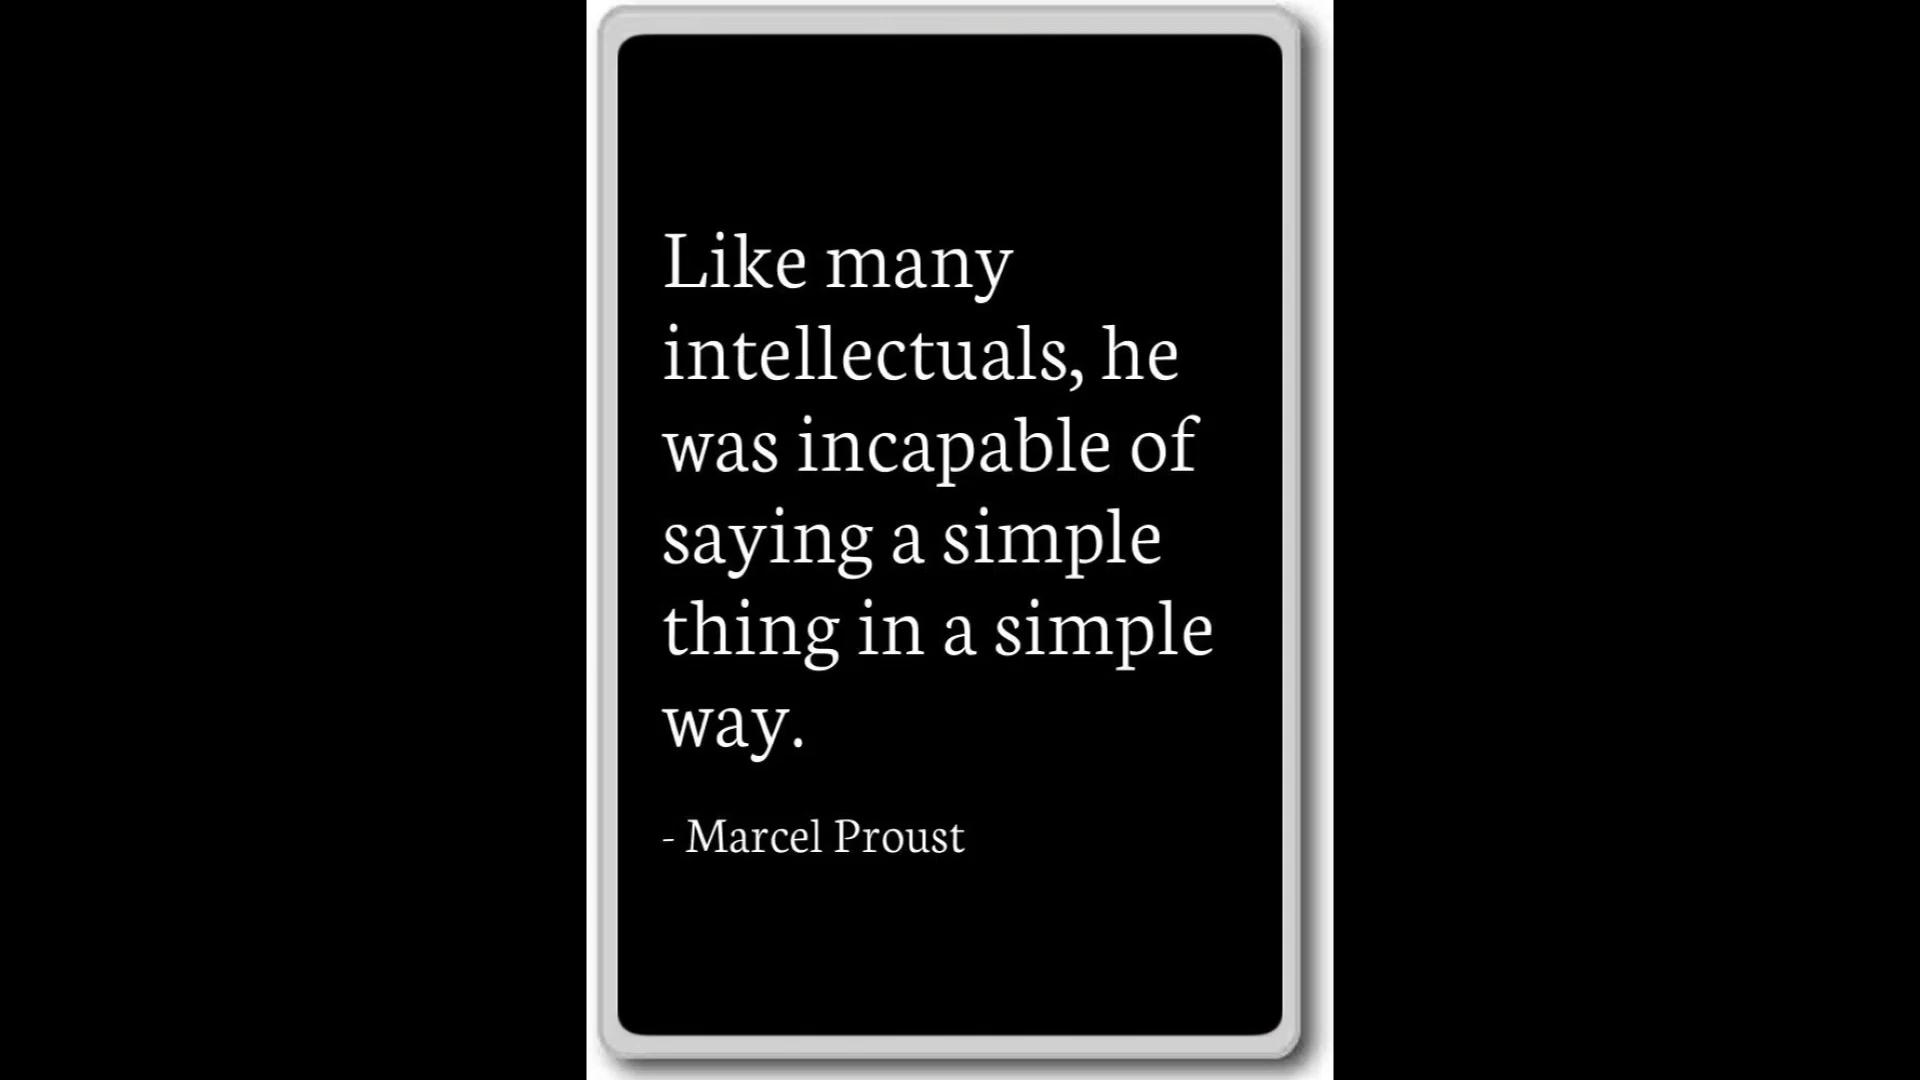 Like many
intellectuals, he
was incapable of
saying a simple
thing in a simple
way.
- Marcel Proust